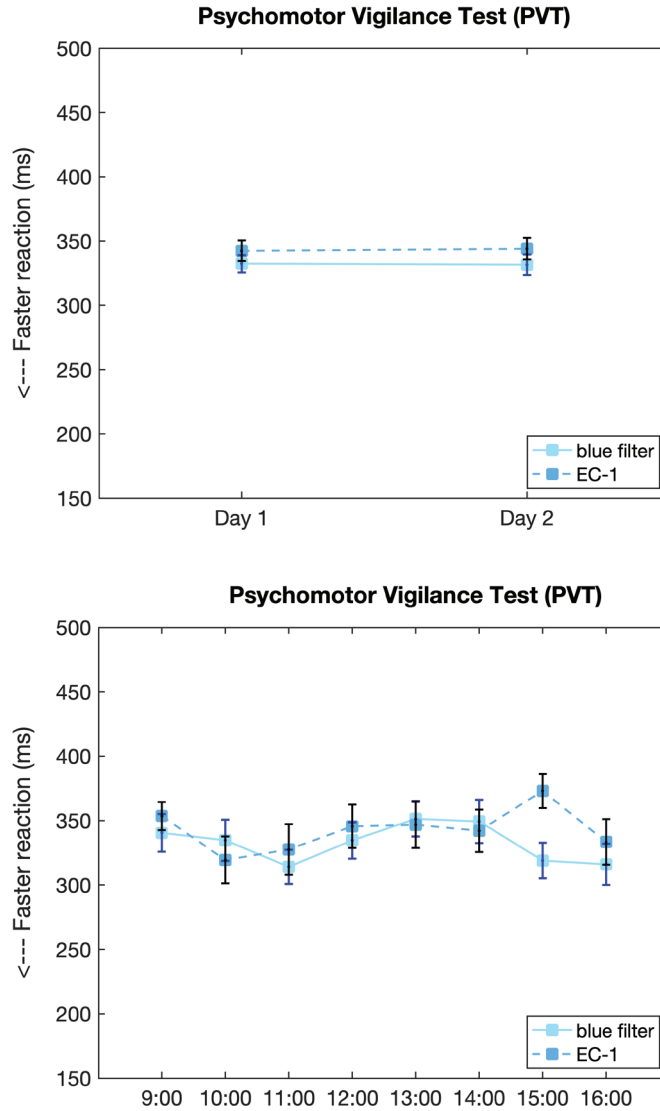 Psychomotor Vigilance Test (PVT)
500
450
400
350
300
250
200
150
<--- Faster reaction (ms)
Day 1
Day 2
blue filter
EC-1
Psychomotor Vigilance Test (PVT)
500
450
400
350
300
250
200
150
<--- Faster reaction (ms)
9:00 10:00 11:00 12:00 13:00 14:00 15:00 16:00
blue filter
EC-1